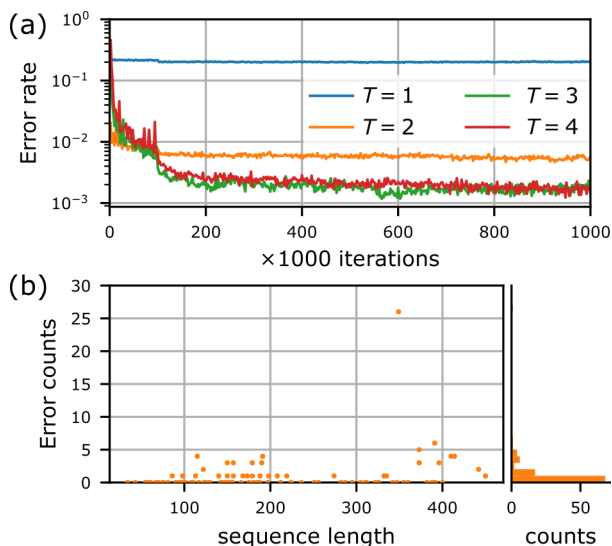 (a)
Error rate
10⁰
10⁻¹
10⁻²
10⁻³
T = 1
T = 3
T = 2
T = 4
0 200 400 600 800 1000
×1000 iterations
(b)
Error counts
30
25
20
15
10
5
0
100 200 300 400
0 50
sequence length
counts